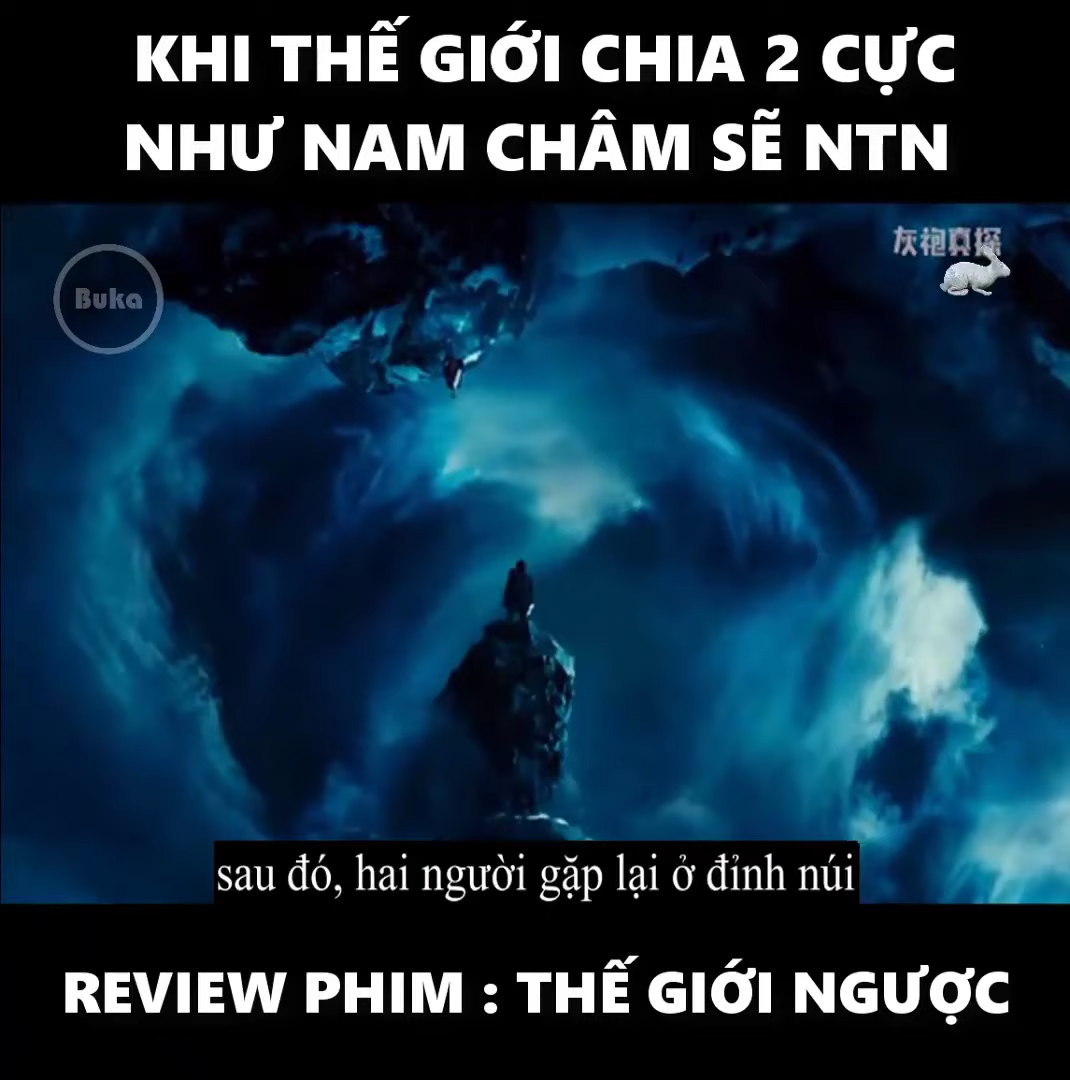 KHI THẾ GIỚI CHIA 2 CỰC
NHƯ NAM CHÂM SẼ NTN
灰袍真探
Buka
sau đó, hai người gặp lại ở đỉnh núi
REVIEW PHIM : THẾ GIỚI NGƯỢC